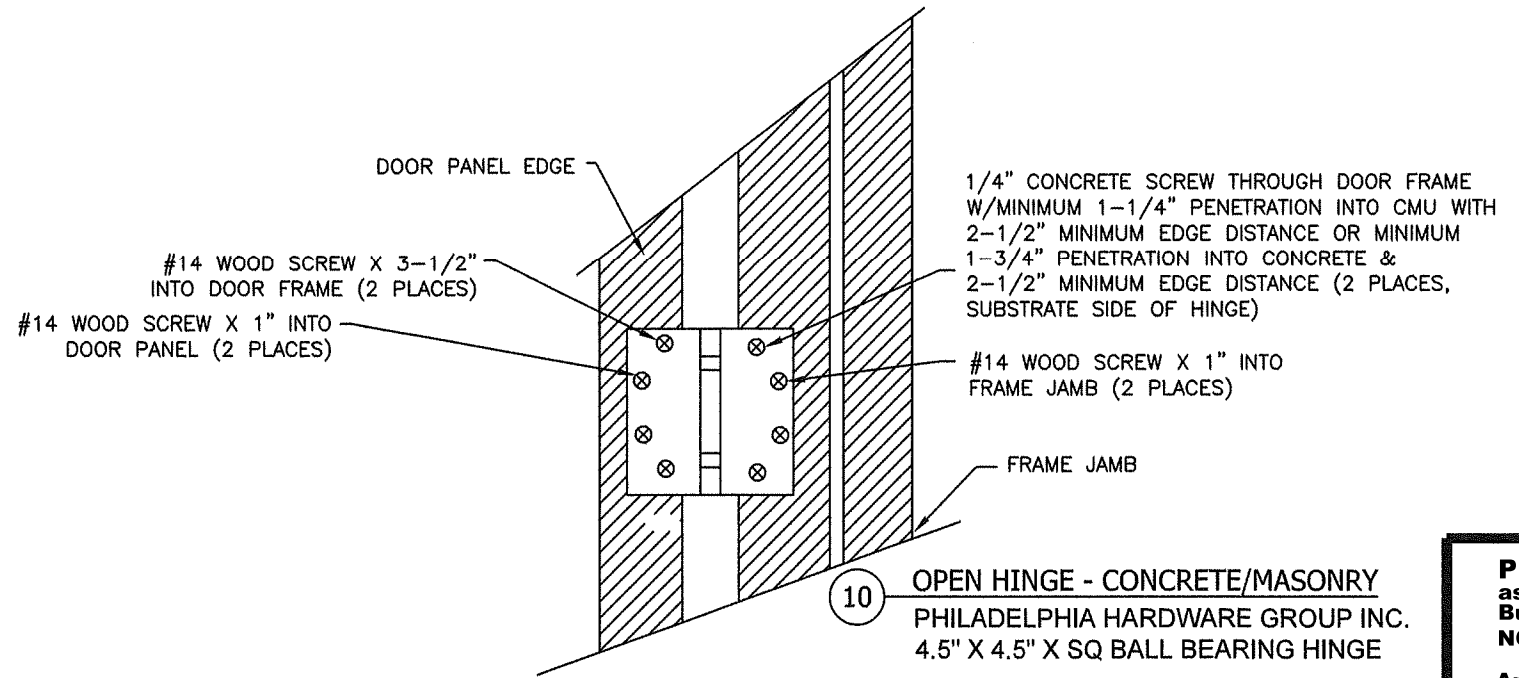 DOOR PANEL EDGE
#14 WOOD SCREW X 3-1/2"
INTO DOOR FRAME (2 PLACES)
#14 WOOD SCREW X 1" INTO
DOOR PANEL (2 PLACES)
1/4" CONCRETE SCREW THROUGH DOOR FRAME
W/MINIMUM 1-1/4" PENETRATION INTO CMU WITH
2-1/2" MINIMUM EDGE DISTANCE OR MINIMUM
1-3/4" PENETRATION INTO CONCRETE &
2-1/2" MINIMUM EDGE DISTANCE (2 PLACES,
SUBSTRATE SIDE OF HINGE)
#14 WOOD SCREW X 1" INTO
FRAME JAMB (2 PLACES)
FRAME JAMB
10
OPEN HINGE - CONCRETE/MASONRY
PHILADELPHIA HARDWARE GROUP INC.
4.5" X 4.5" X SQ BALL BEARING HINGE